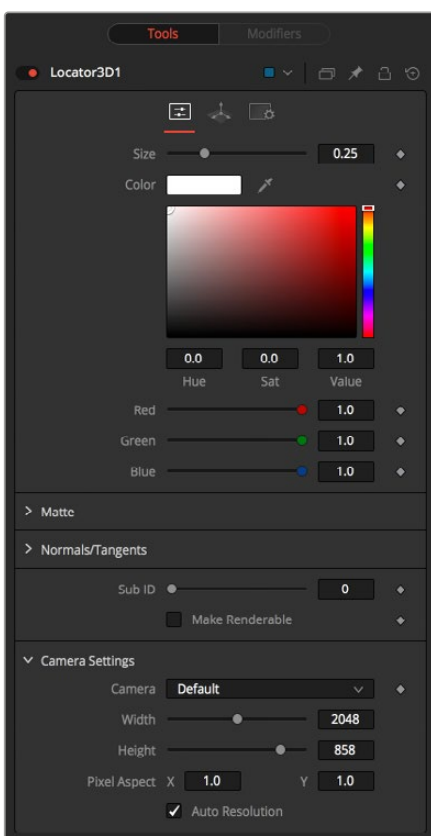 Tools Modifiers
Locator3D1
Size 0.25
Color
0.0 0.0 1.0
Hue Sat Value
Red 1.0
Green 1.0
Blue 1.0
Matte
Normals/Tangents
Sub ID 0
Make Renderable
Camera Settings
Camera Default
Width 2048
Height 858
Pixel Aspect X 1.0 Y 1.0
Auto Resolution